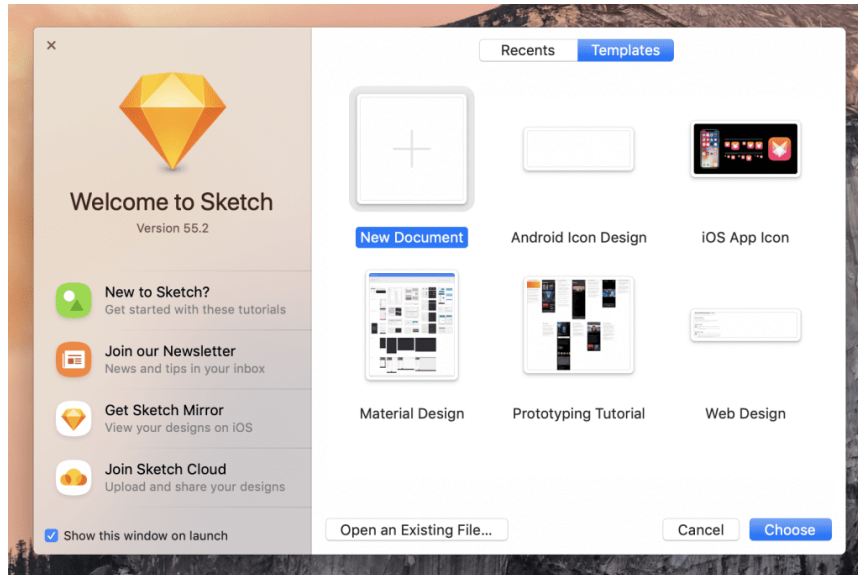 Recents
Templates
Welcome to Sketch
Version 55.2
New to Sketch?
Get started with these tutorials
Join our Newsletter
News and tips in your inbox
Get Sketch Mirror
View your designs on iOS
Join Sketch Cloud
Upload and share your designs
Show this window on launch
New Document
Android Icon Design
iOS App Icon
Material Design
Prototyping Tutorial
Web Design
Open an Existing File...
Cancel
Choose